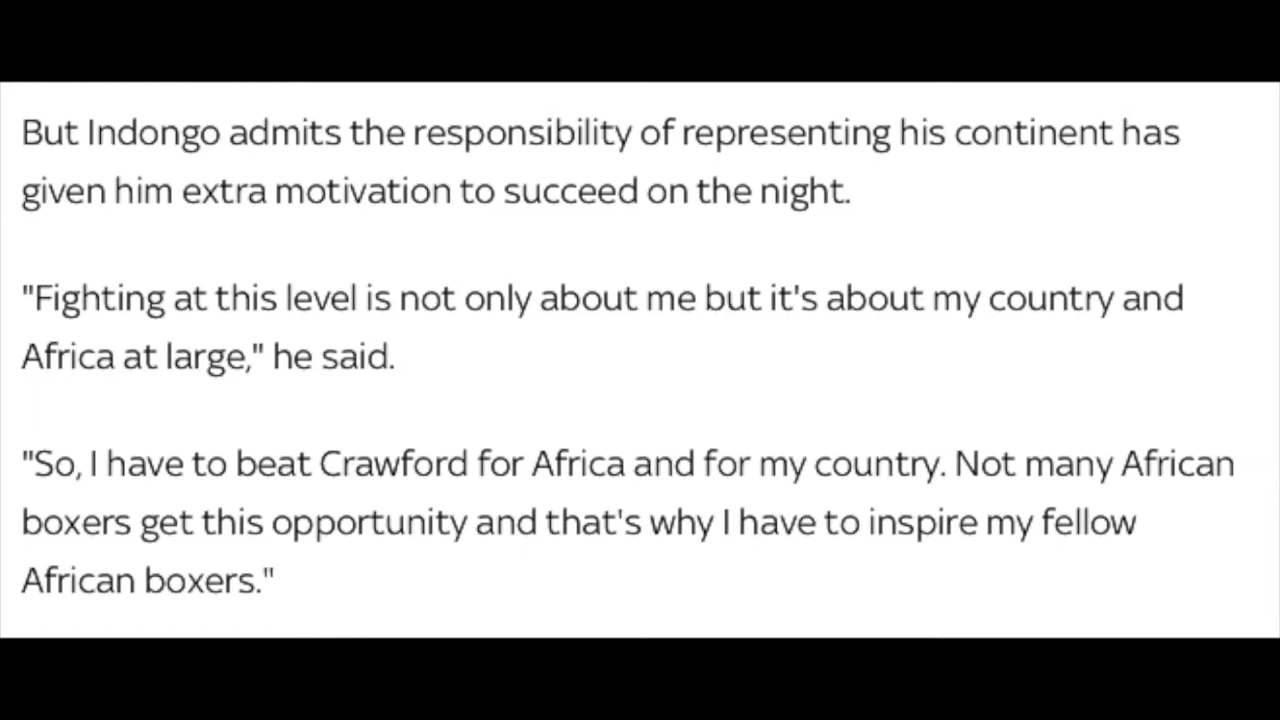 But Indongo admits the responsibility of representing his continent has
given him extra motivation to succeed on the night.
"Fighting at this level is not only about me but it's about my country and
Africa at large," he said.
"So, I have to beat Crawford for Africa and for my country. Not many African
boxers get this opportunity and that's why I have to inspire my fellow
African boxers."